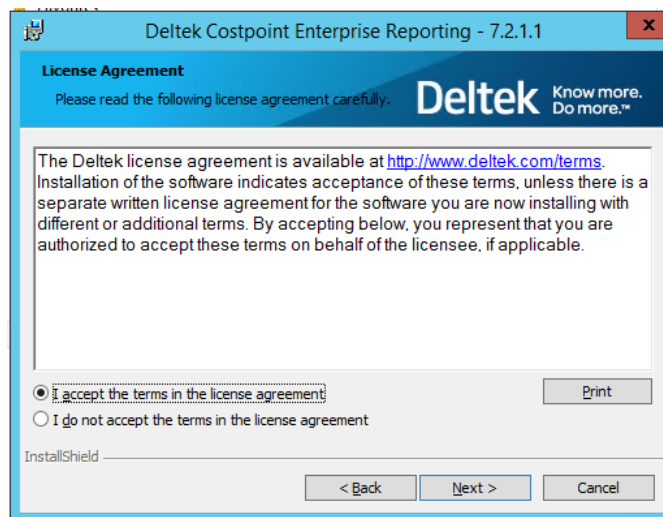 Deltek Costpoint Enterprise Reporting - 7.2.1.1
x
License Agreement
Please read the following license agreement carefully.
Deltek Know more.
Do more.™
The Deltek license agreement is available at http://www.deltek.com/terms.
Installation of the software indicates acceptance of these terms, unless there is a
separate written license agreement for the software you are now installing with
different or additional terms. By accepting below, you represent that you are
authorized to accept these terms on behalf of the licensee, if applicable.
I accept the terms in the license agreement
Print
I do not accept the terms in the license agreement
InstallShield
< Back
Next >
Cancel